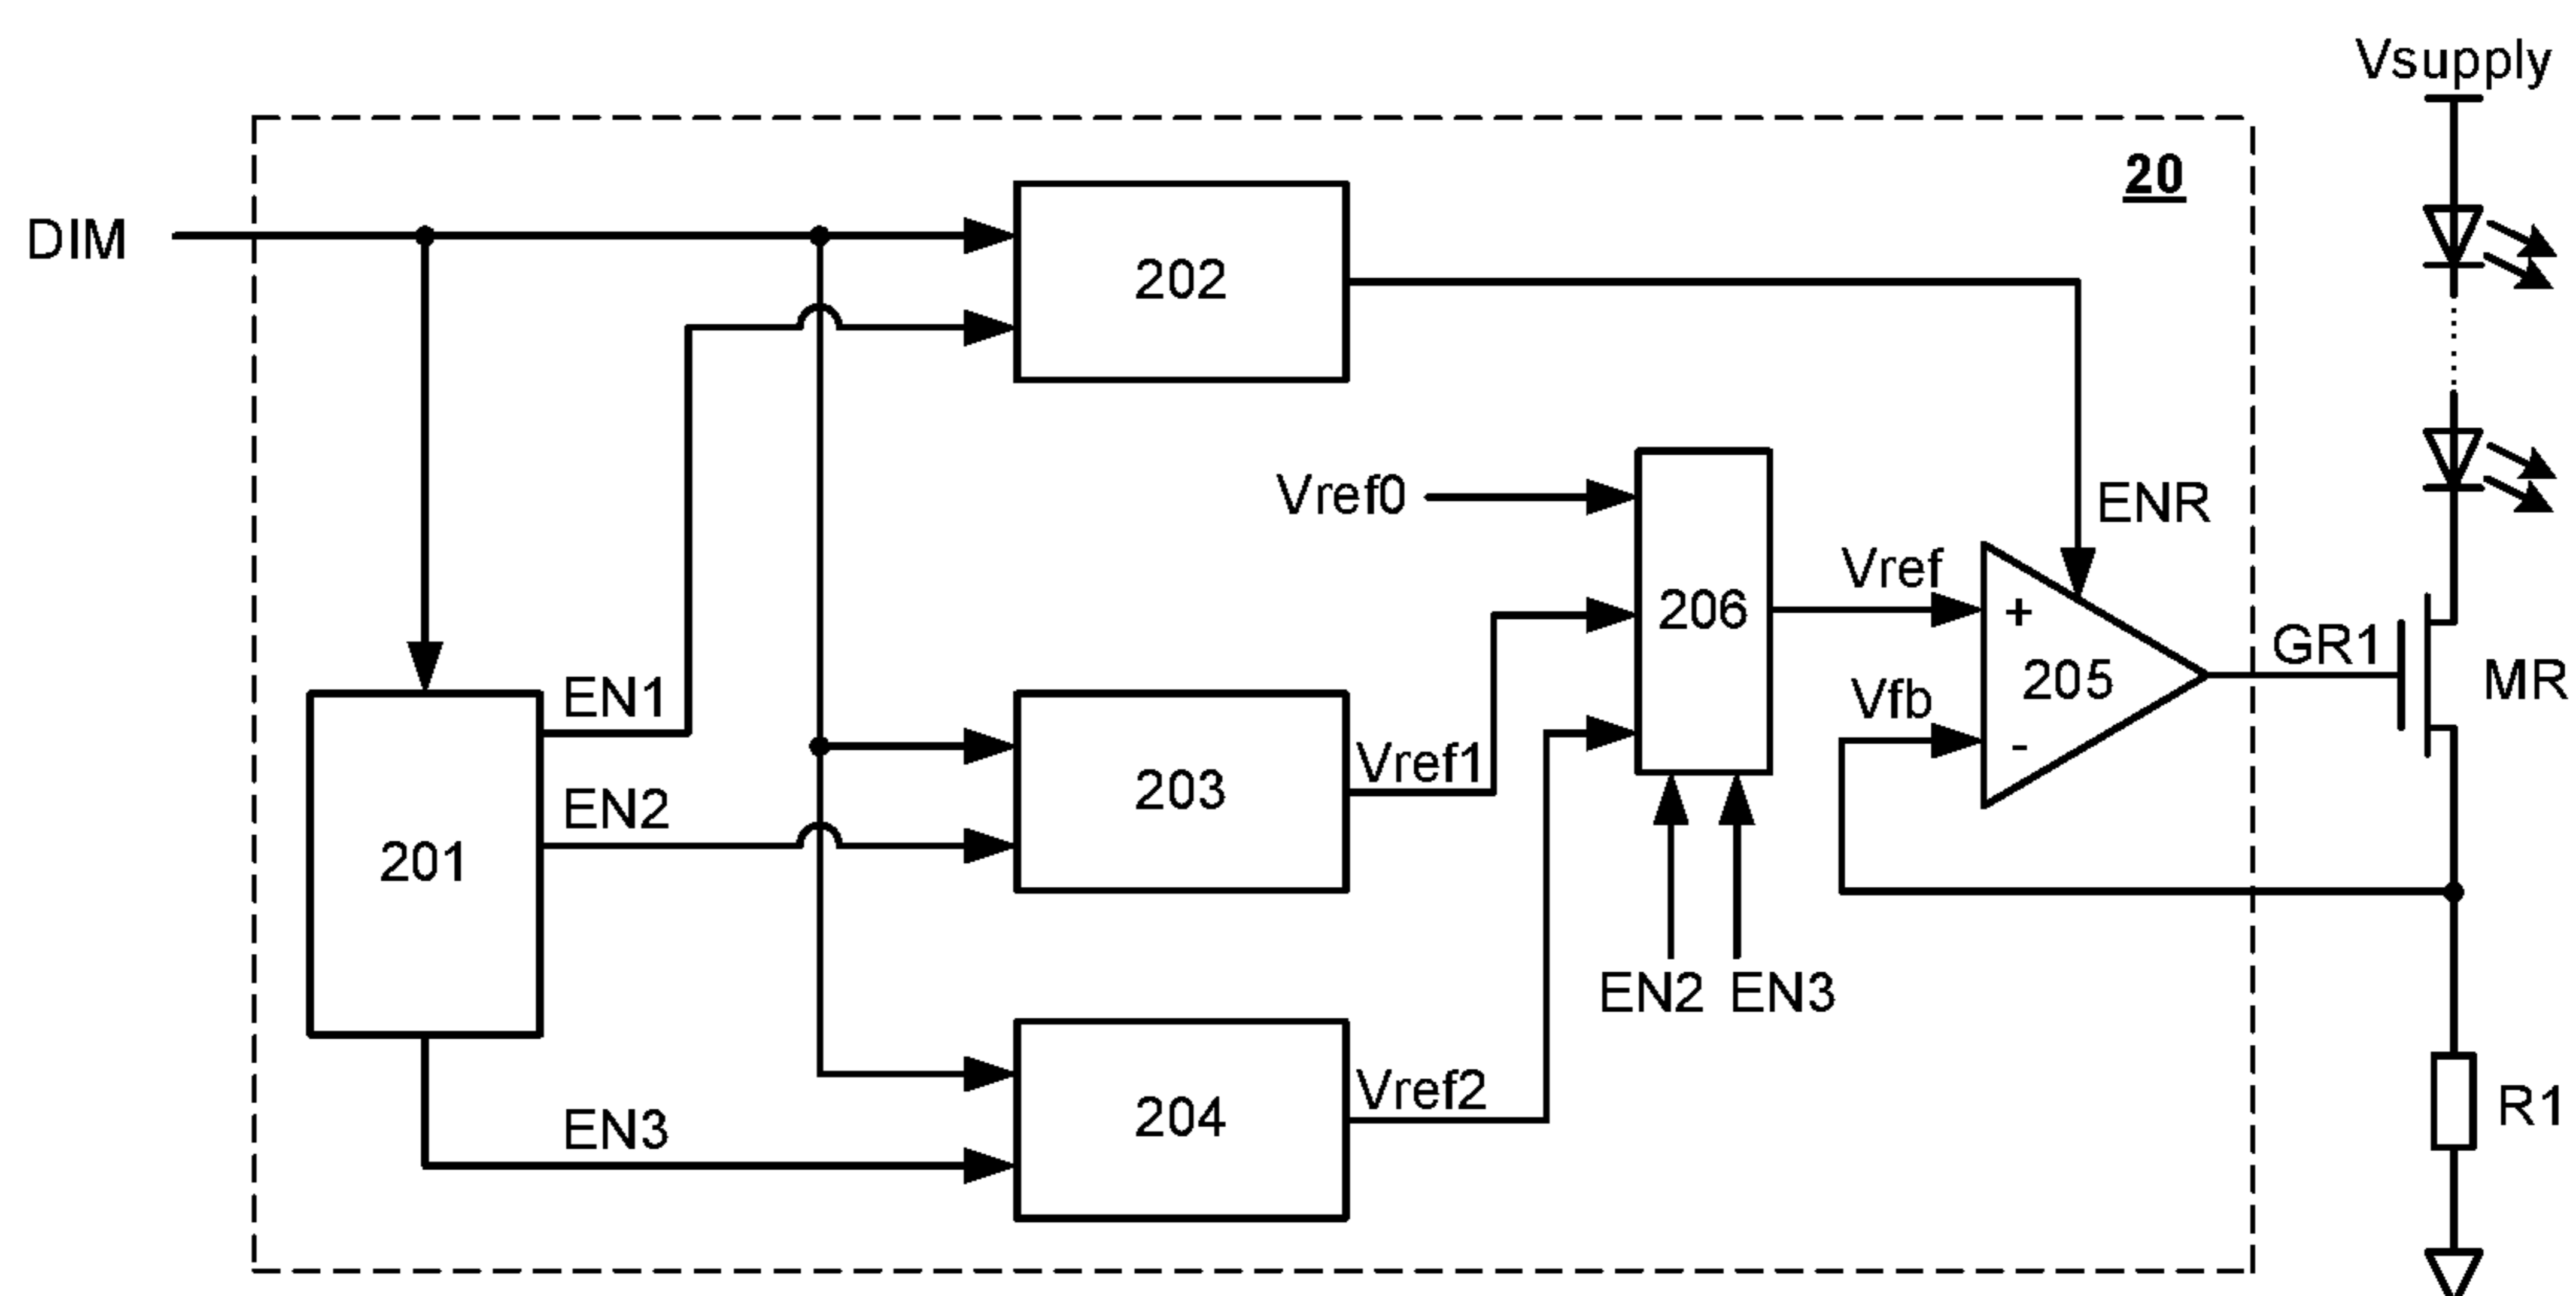 Vsupply
20
DIM
202
Vref0
ENR
Vref
206
+
GR1
205
MR
EN1
Vfb
-
Vref1
203
EN2
201
EN2 EN3
Vref2
204
R1
EN3